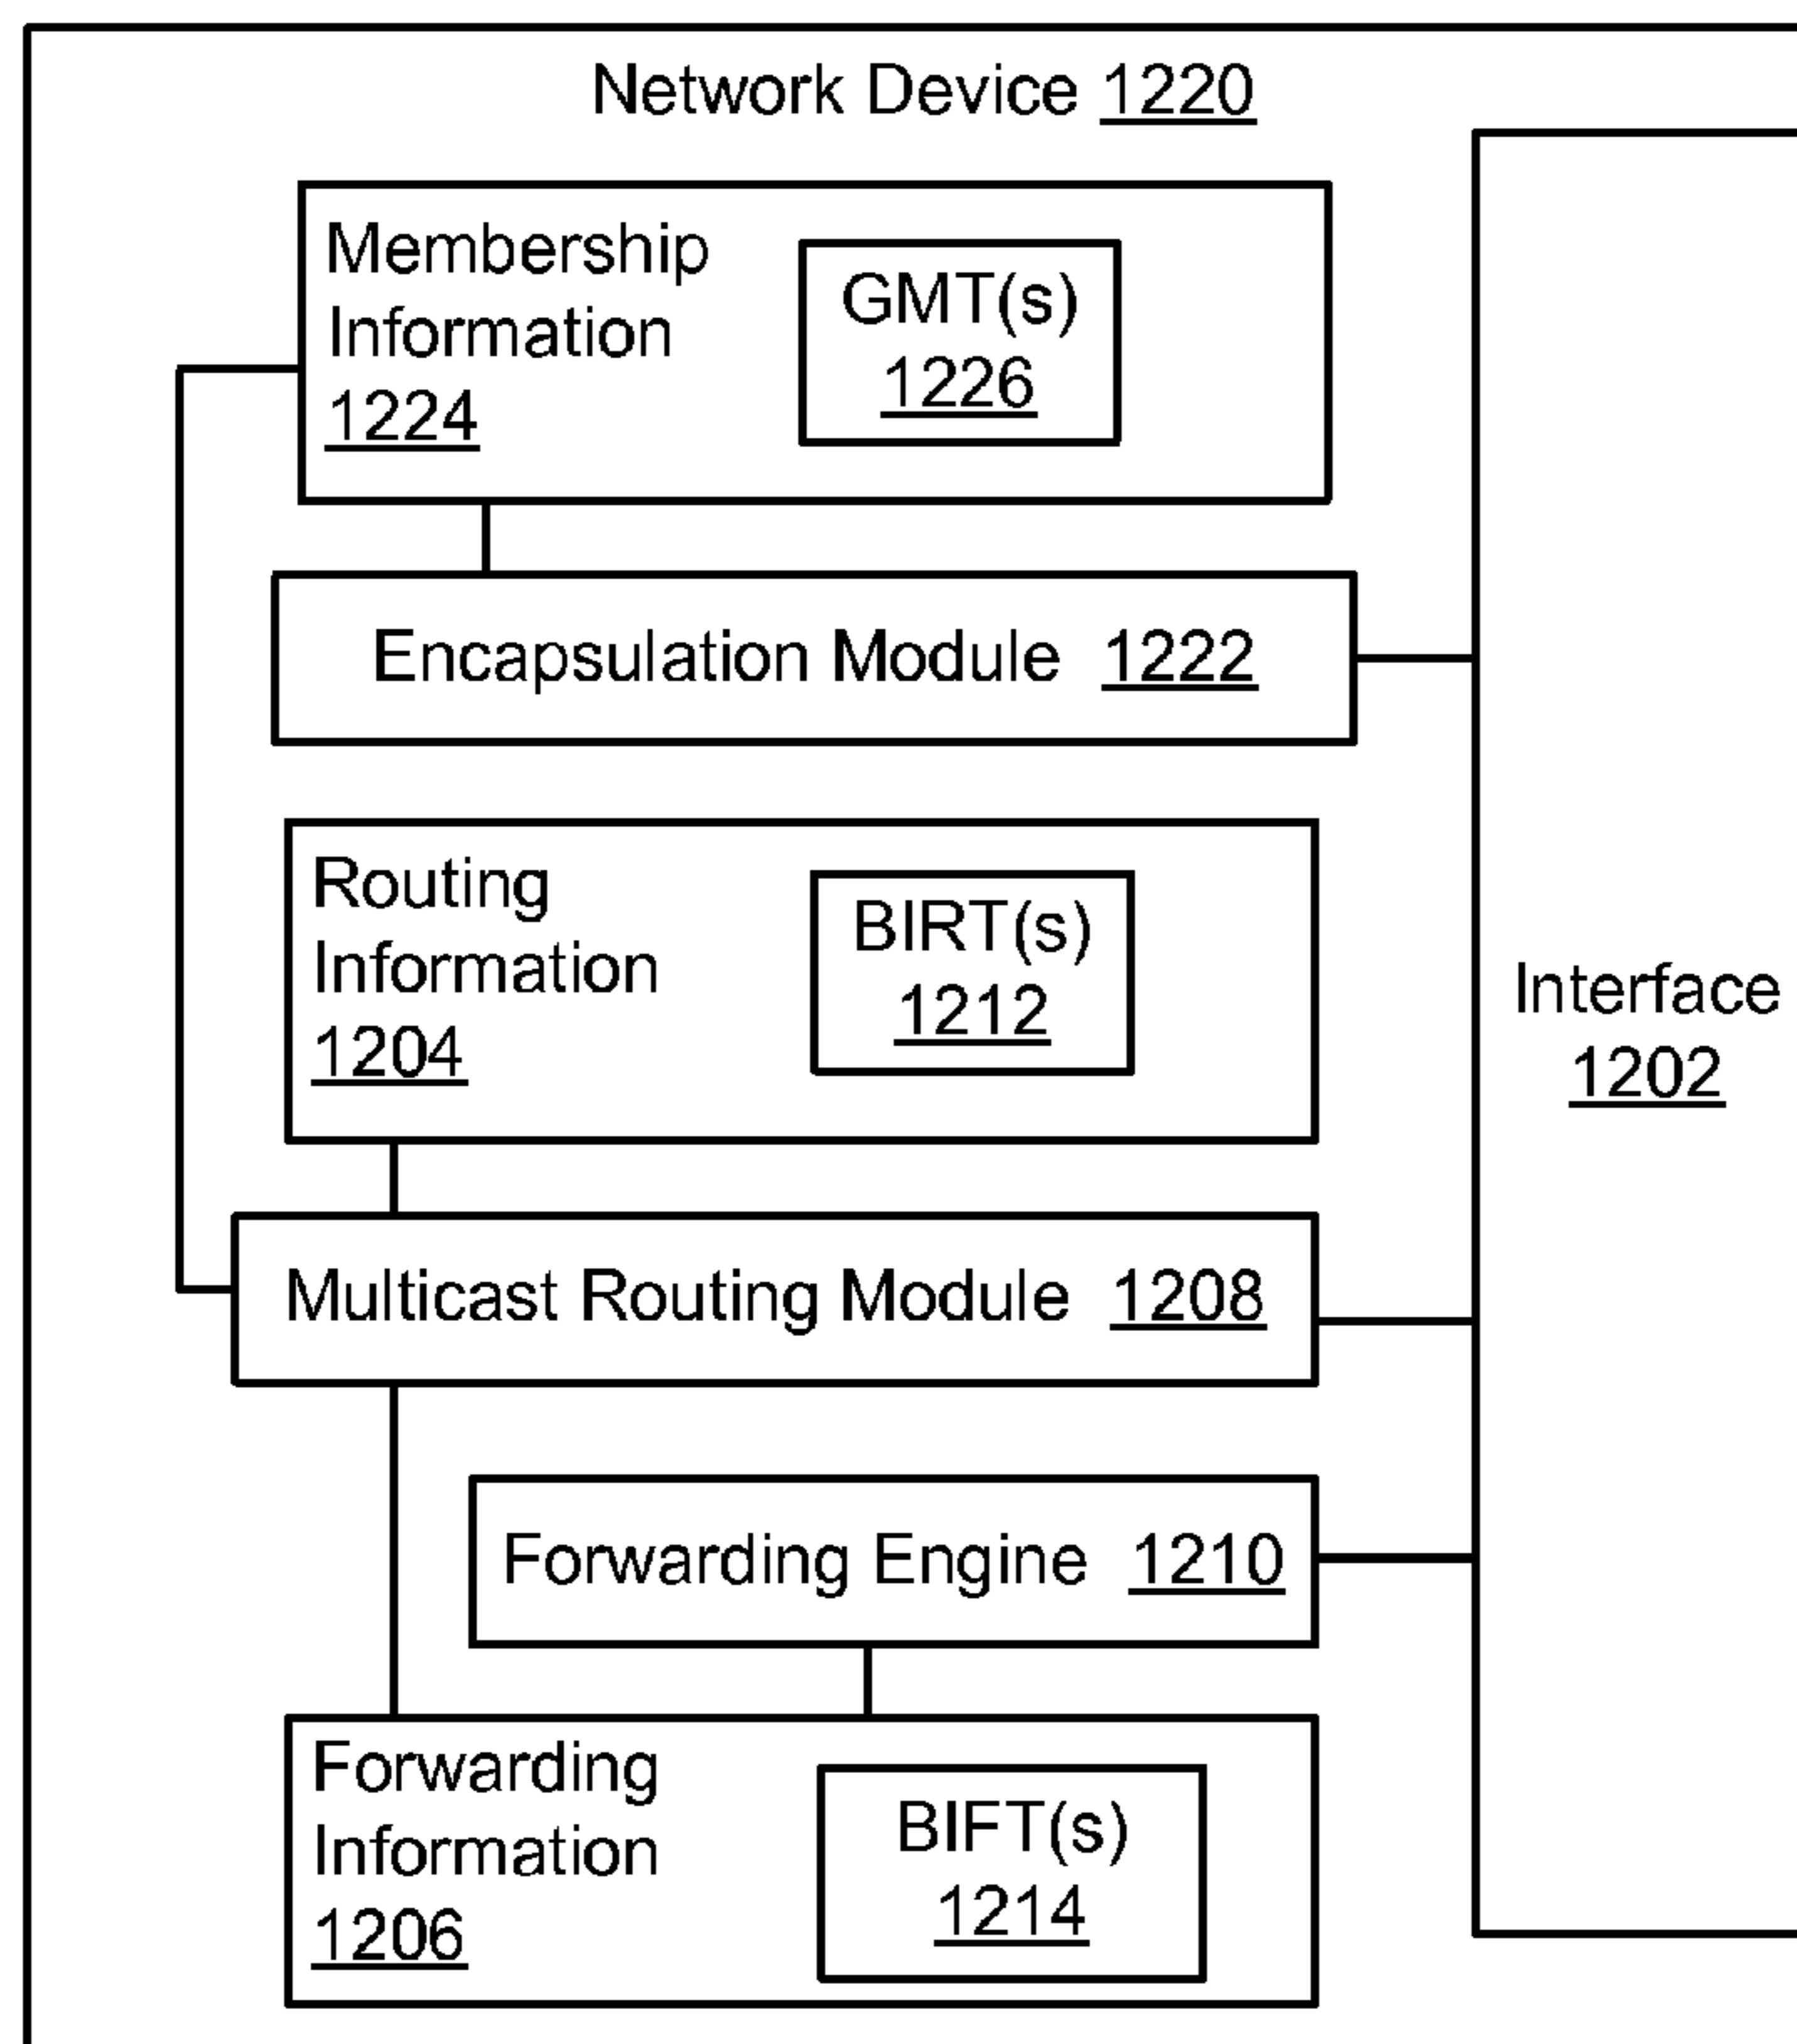 Network Device 1220
Membership
Information
1224
GMT(s)
1226
Encapsulation Module 1222
Routing
Information
1204
BIRT(s)
1212
Interface
1202
Multicast Routing Module 1208
Forwarding Engine 1210
Forwarding
Information
1206
BIFT(s)
1214